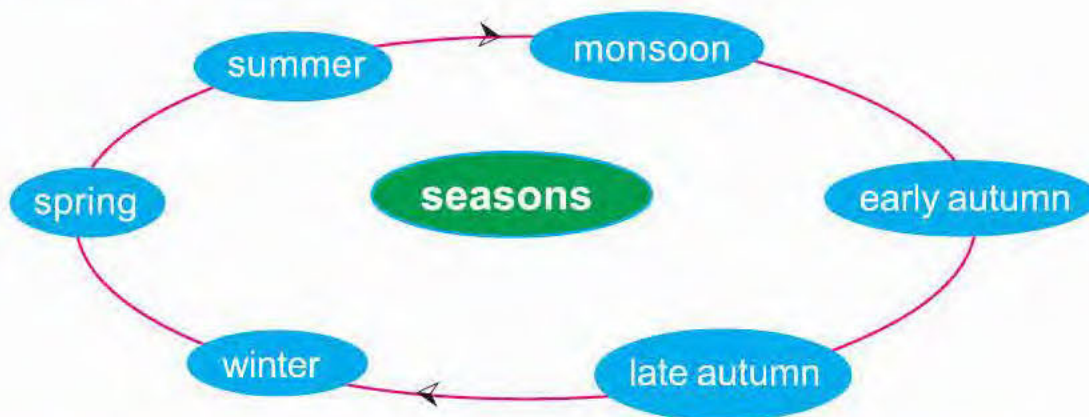 summer
monsoon
spring
seasons
early autumn
winter
late autumn